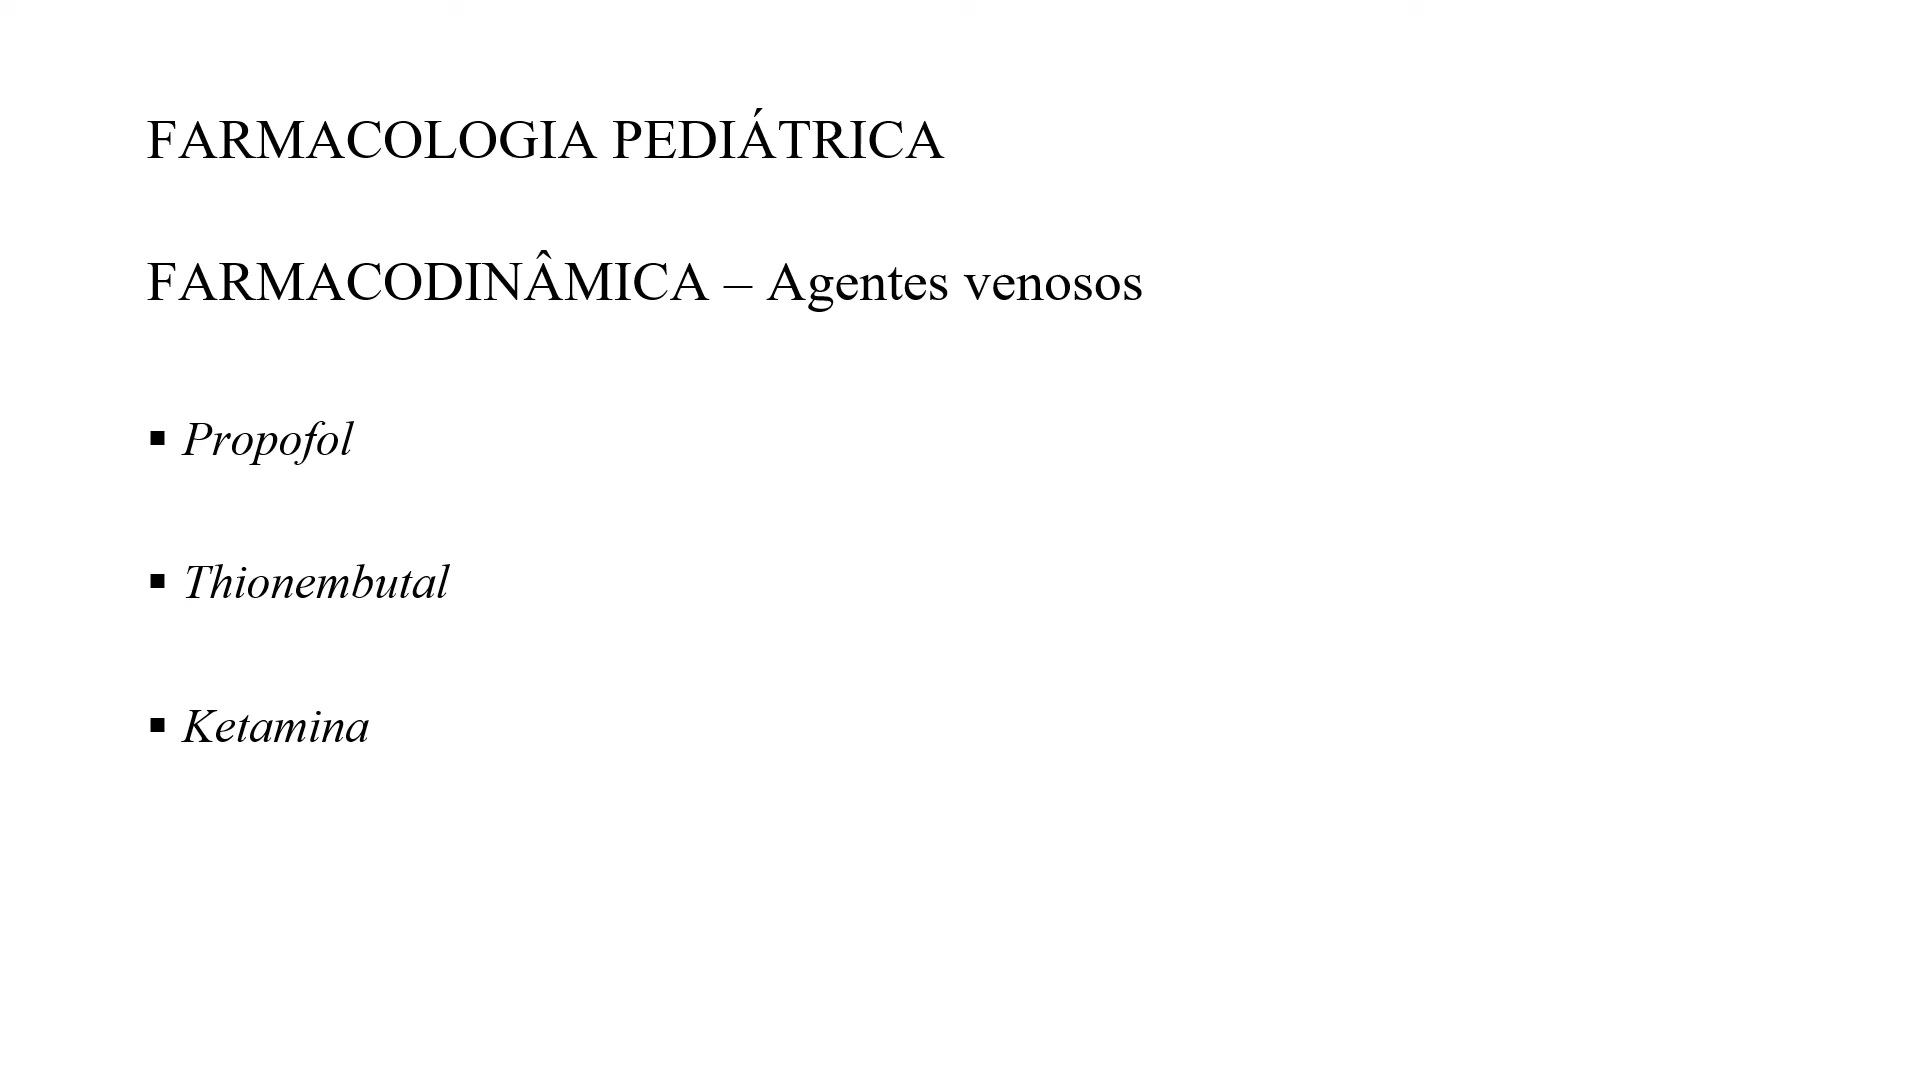 FARMACOLOGIA PEDIÁTRICA
FARMACODINÂMICA – Agentes venosos
▪ Propofol
▪ Thionembutal
▪ Ketamina